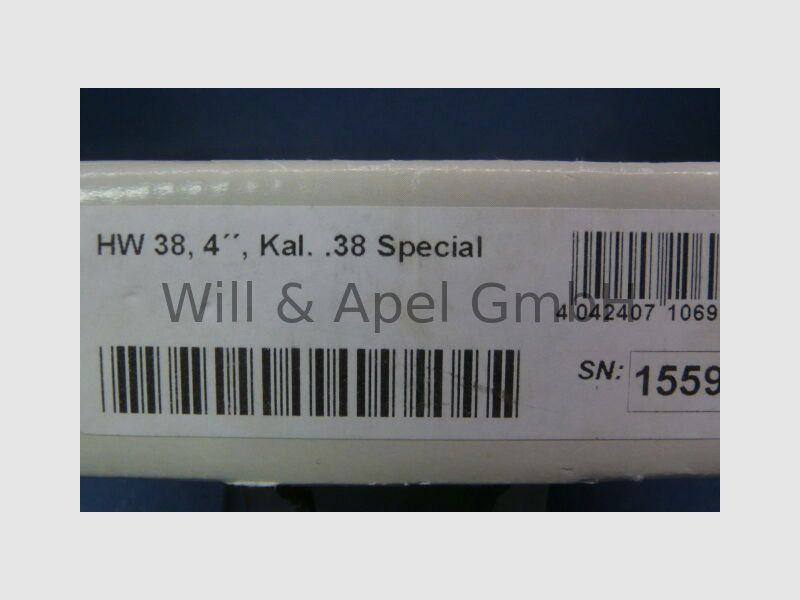 HW 38, 4´´, Kal. .38 Special
Will & Apel GmbH
4 042407 1069
SN: 1559